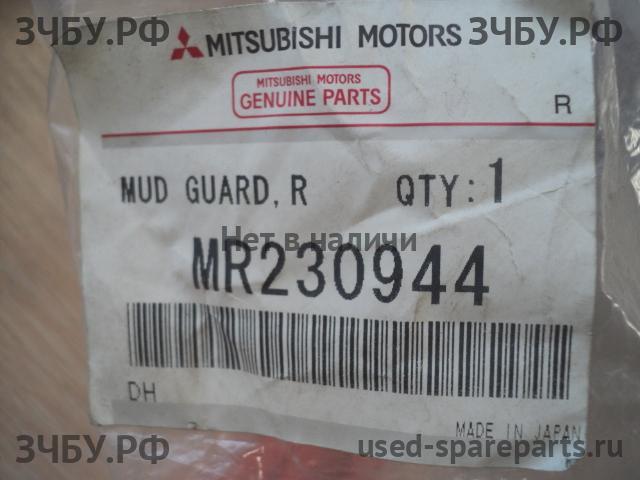 ЗЧБУ.РФ ЗЧБУ.РФ
MITSUBISHI MOTORS
MITSUBISHI MOTORS
GENUINE PARTS
R
MUD GUARD, R QTY: 1
Нет в наличи
MR230944
DH
MADE IN JAPAN
ЗЧБУ.РФ used-spareparts.ru